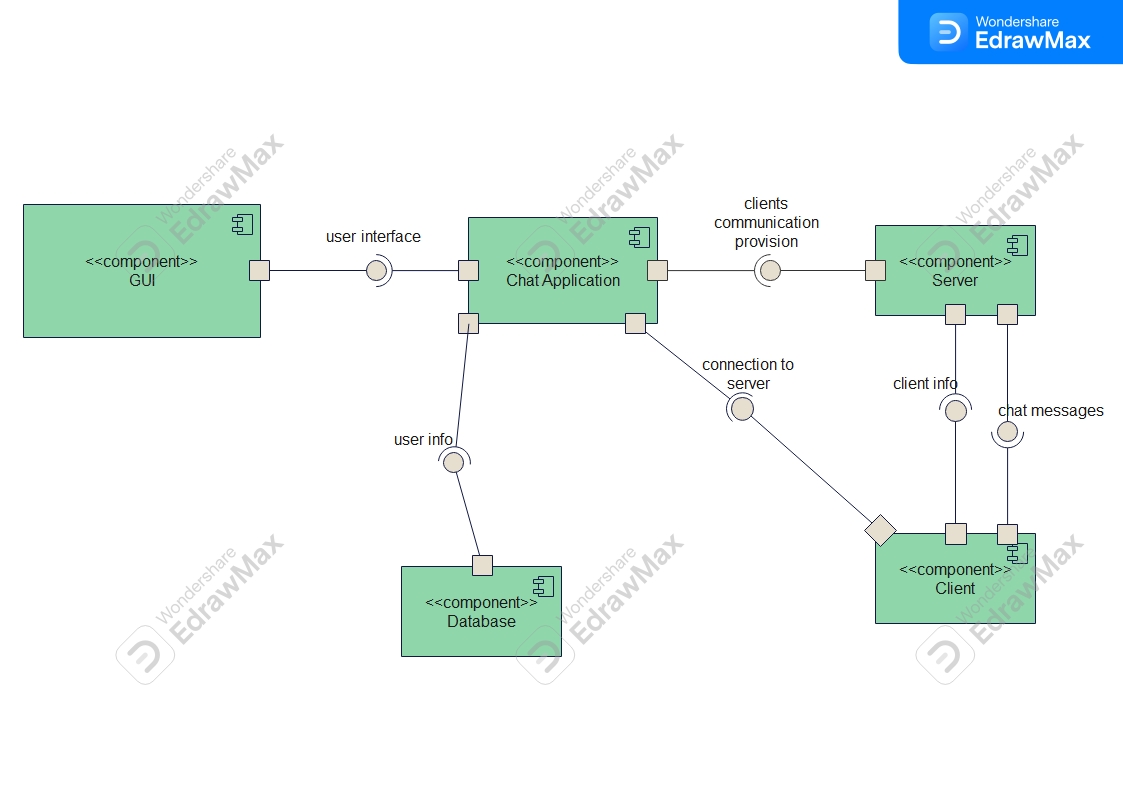 Wondershare
EdrawMax
Wondershare
EdrawMax
Wondershare
EdrawMax
Wondershare
EdrawMax
clients
communication
provision
user interface
<<component>>
GUI
<<component>>
Chat Application
<<component>>
Server
connection to
server
client info
chat messages
user info
Wondershare
EdrawMax
Wondershare
EdrawMax
Wondershare
EdrawMax
<<component>>
Client
<<component>>
Database